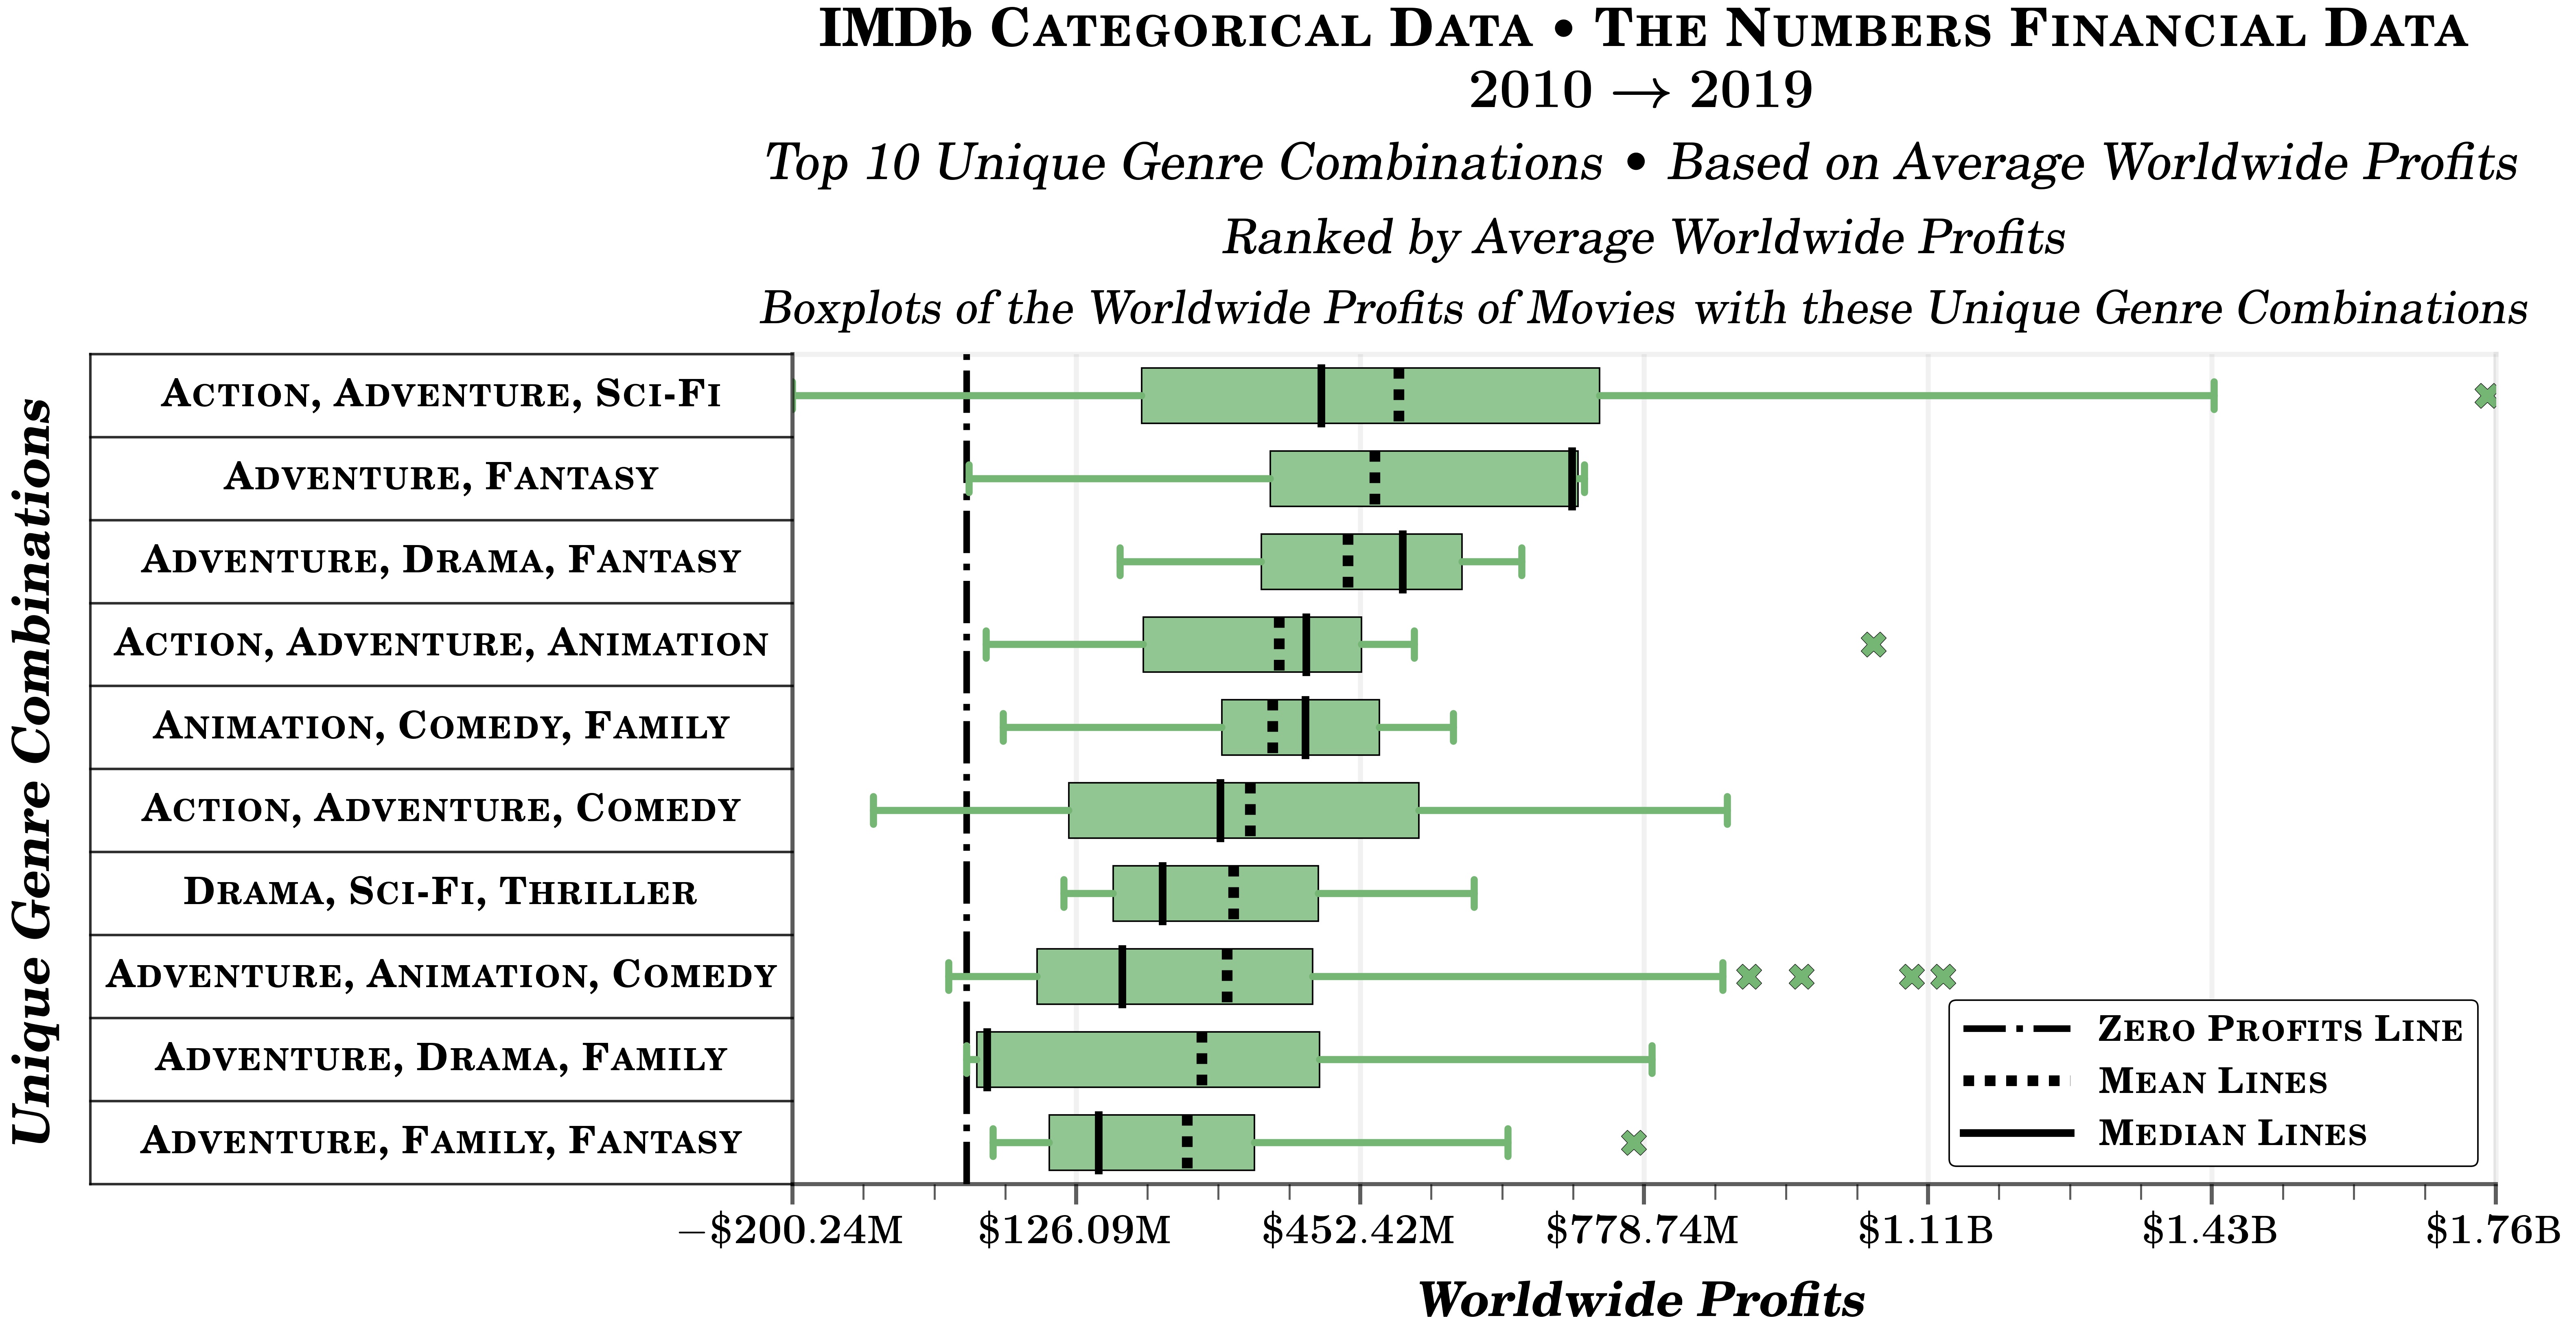 IMDb CATEGORICAL DATA • THE NUMBERS FINANCIAL DATA
2010 → 2019
Top 10 Unique Genre Combinations • Based on Average Worldwide Profits
Ranked by Average Worldwide Profits
Boxplots of the Worldwide Profits of Movies with these Unique Genre Combinations
Unique Genre Combinations
ACTION, ADVENTURE, SCI-FI
ADVENTURE, FANTASY
ADVENTURE, DRAMA, FANTASY
ACTION, ADVENTURE, ANIMATION
ANIMATION, COMEDY, FAMILY
ACTION, ADVENTURE, COMEDY
DRAMA, SCI-FI, THRILLER
ADVENTURE, ANIMATION, COMEDY
ADVENTURE, DRAMA, FAMILY
ADVENTURE, FAMILY, FANTASY
ZERO PROFITS LINE
MEAN LINES
MEDIAN LINES
−$200.24M $126.09M $452.42M $778.74M $1.11B $1.43B $1.76B
Worldwide Profits